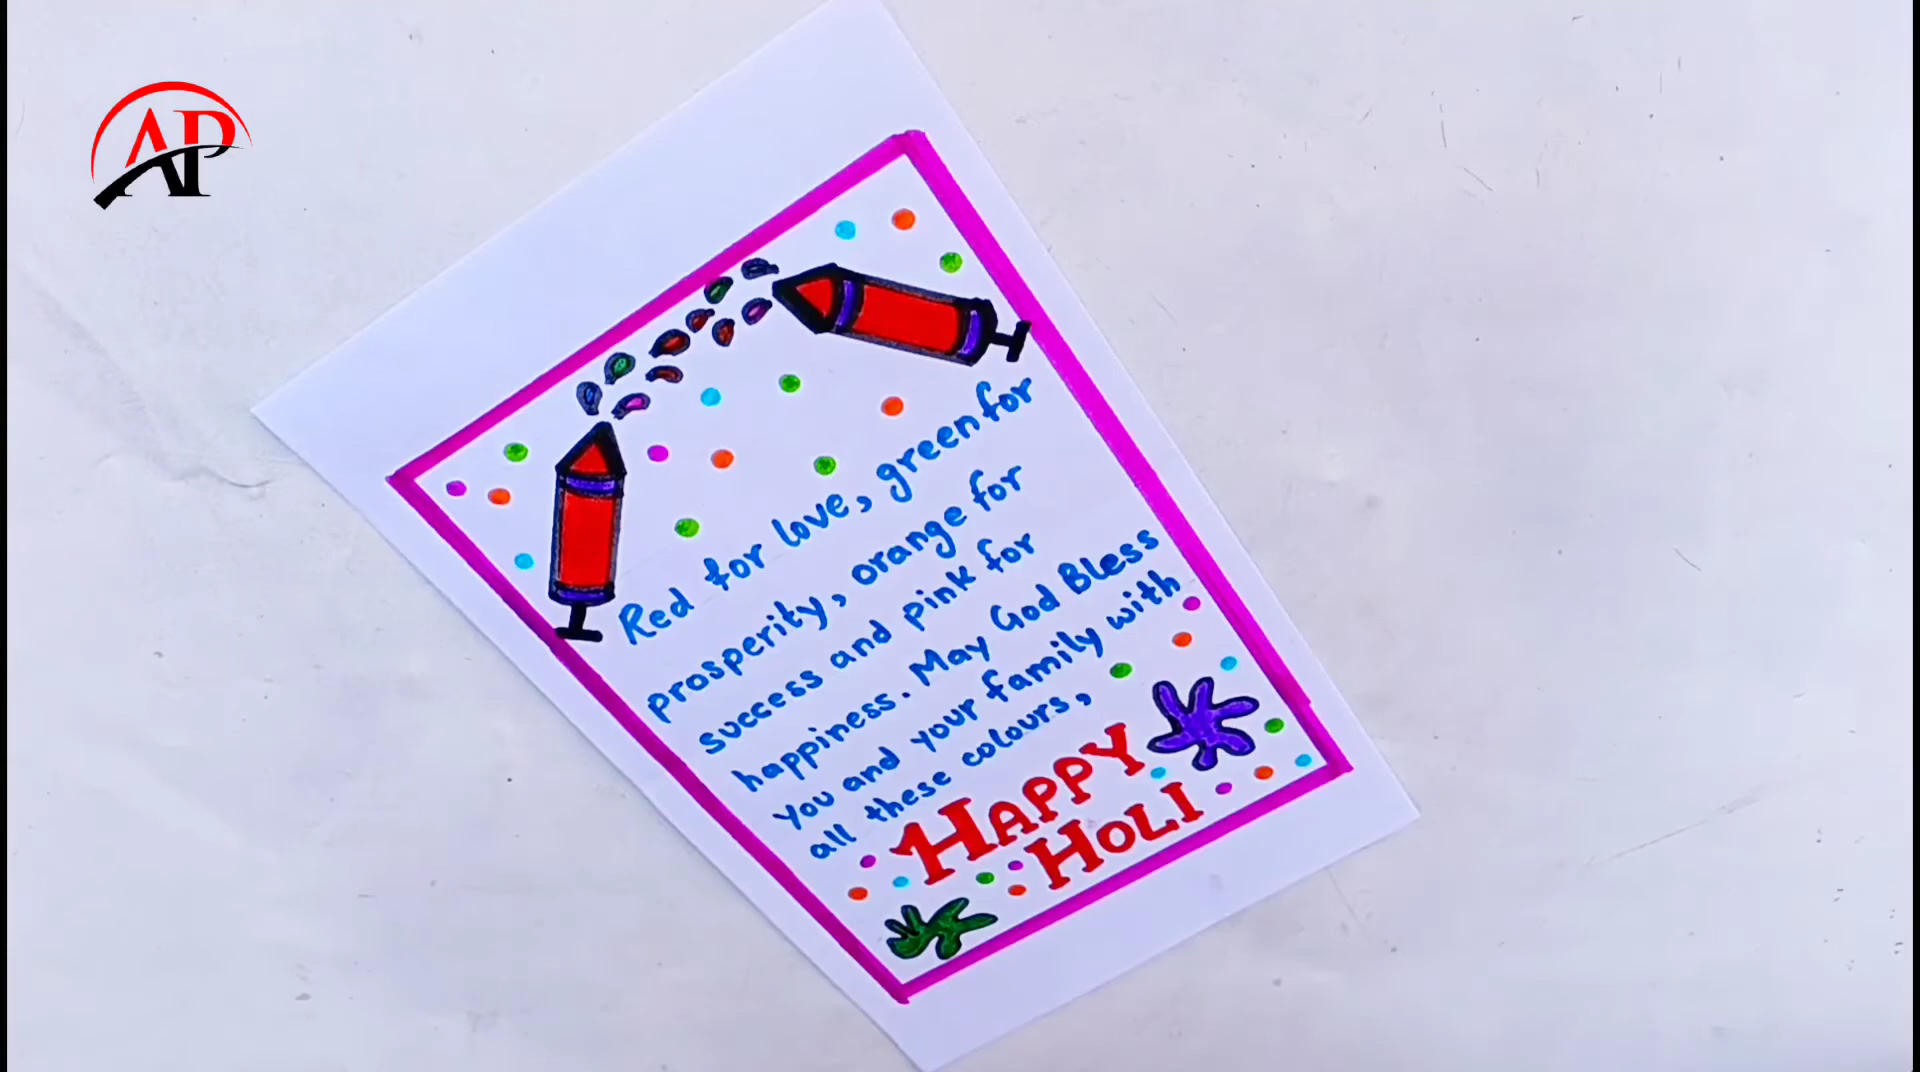 AP
Red for love, green for
prosperity, orange for
success and pink for
happiness. May God Bless
You and your family with
all these colours,
HAPPY
HOLI